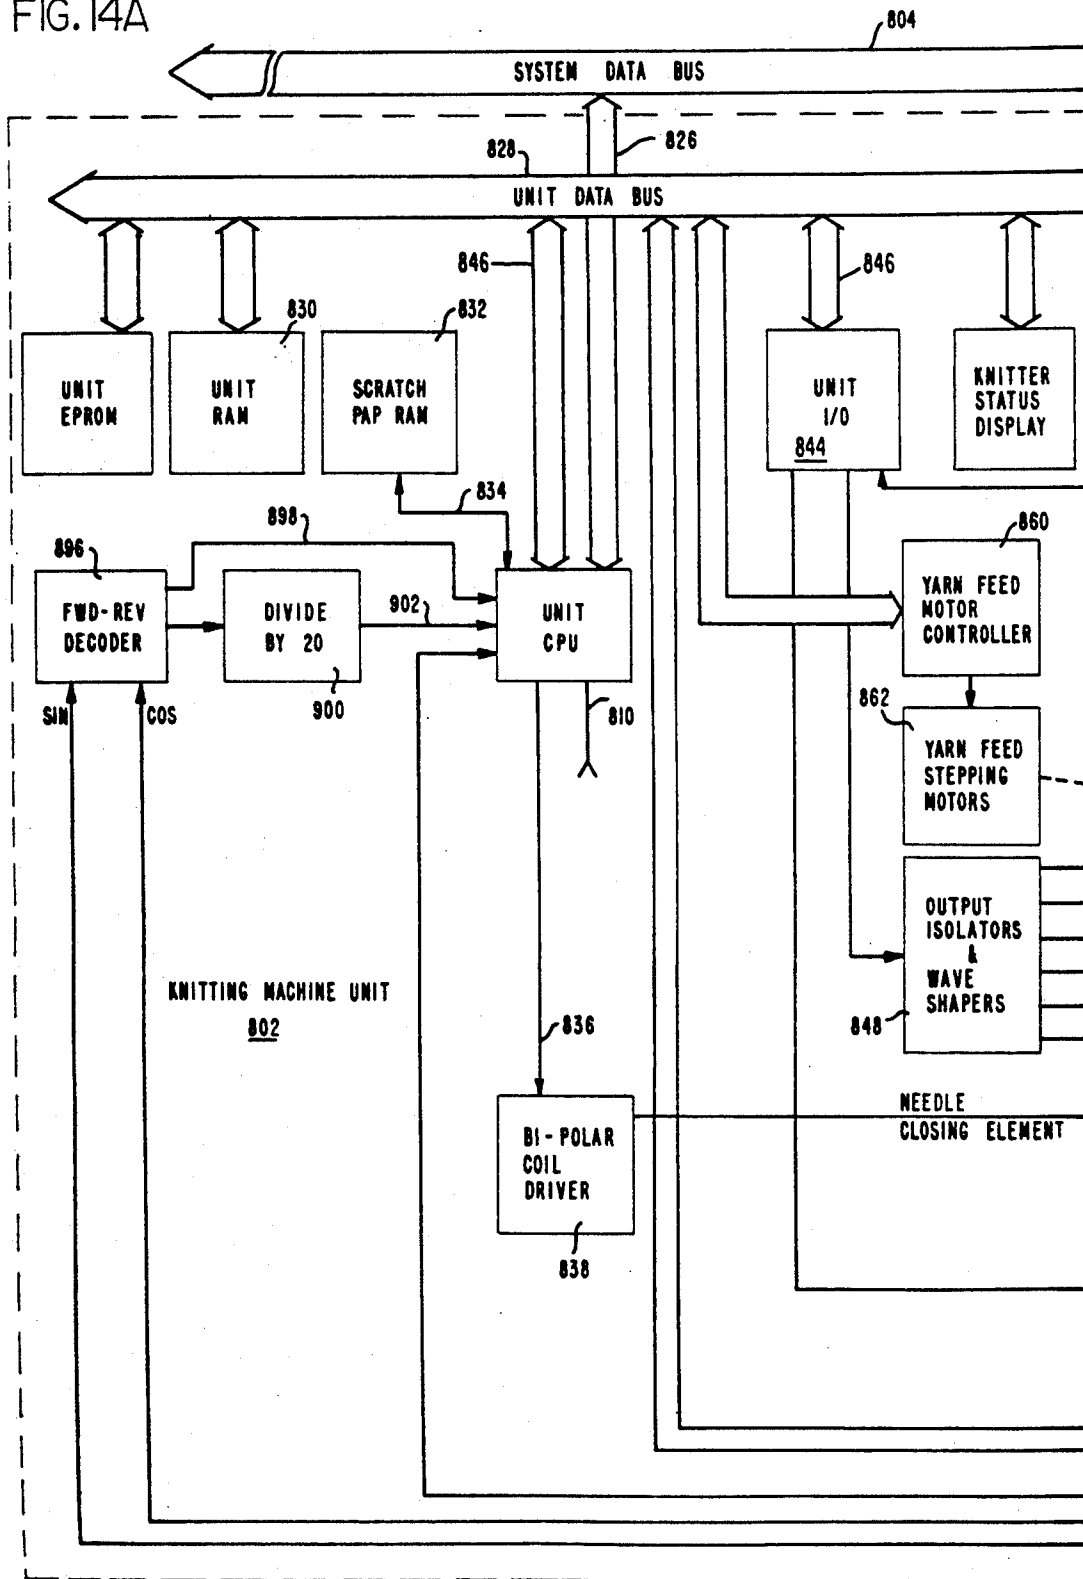 FIG. 14A
804
SYSTEM DATA BUS
826
828
UNIT DATA BUS
846
846
830
832
UNIT
EPROM
UNIT
RAM
SCRATCH
PAP RAM
UNIT
I/O
844
KNITTER
STATUS
DISPLAY
834
898
860
896
FWD-REV
DECODER
DIVIDE
BY 20
902
UNIT
CPU
YARN FEED
MOTOR
CONTROLLER
900
810
SIN
COS
862
YARN FEED
STEPPING
MOTORS
OUTPUT
ISOLATORS
&
WAVE
SHAPERS
848
KNITTING MACHINE UNIT
802
836
BI-POLAR
COIL
DRIVER
838
NEEDLE
CLOSING ELEMENT